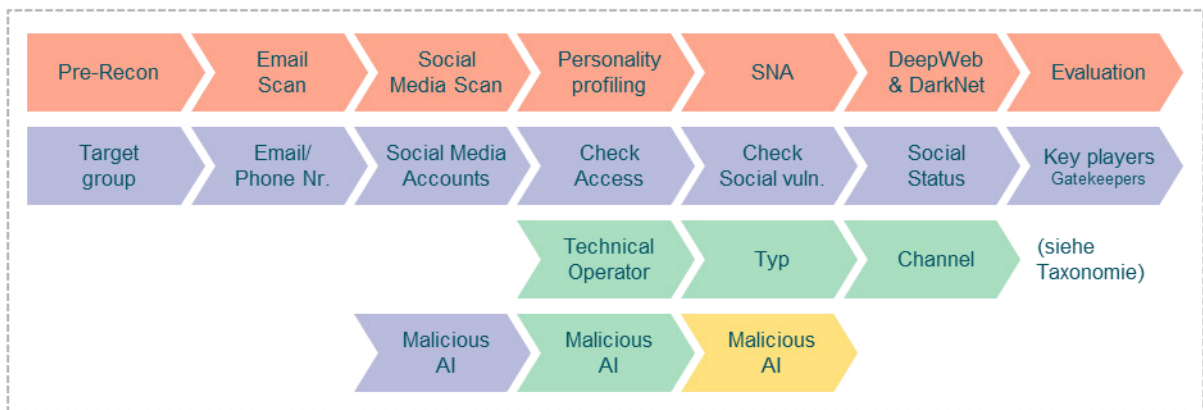 Pre-Recon
Email
Scan
Social
Media Scan
Personality
profiling
SNA
DeepWeb
& DarkNet
Evaluation
Target
group
Email/
Phone Nr.
Social Media
Accounts
Check
Access
Check
Social vuln.
Social
Status
Key players
Gatekeepers
Technical
Operator
Typ
Channel
(siehe
Taxonomie)
Malicious
AI
Malicious
AI
Malicious
AI